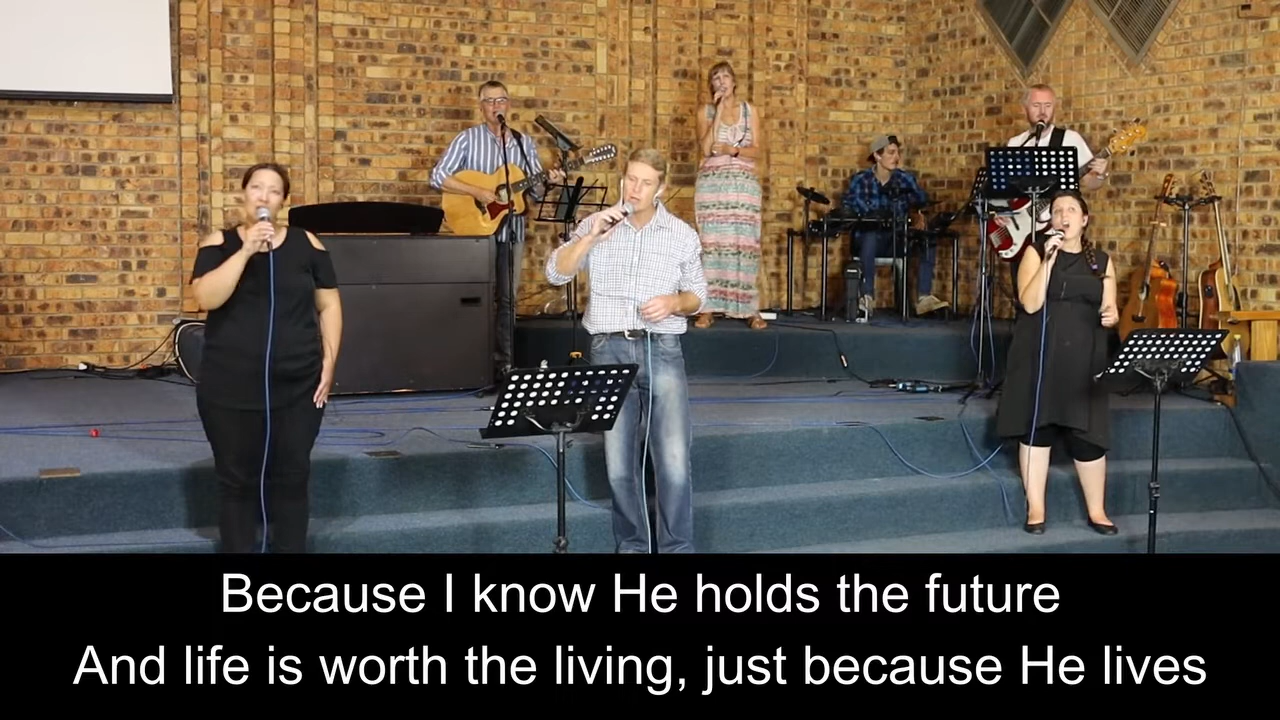 Because I know He holds the future
And life is worth the living, just because He lives